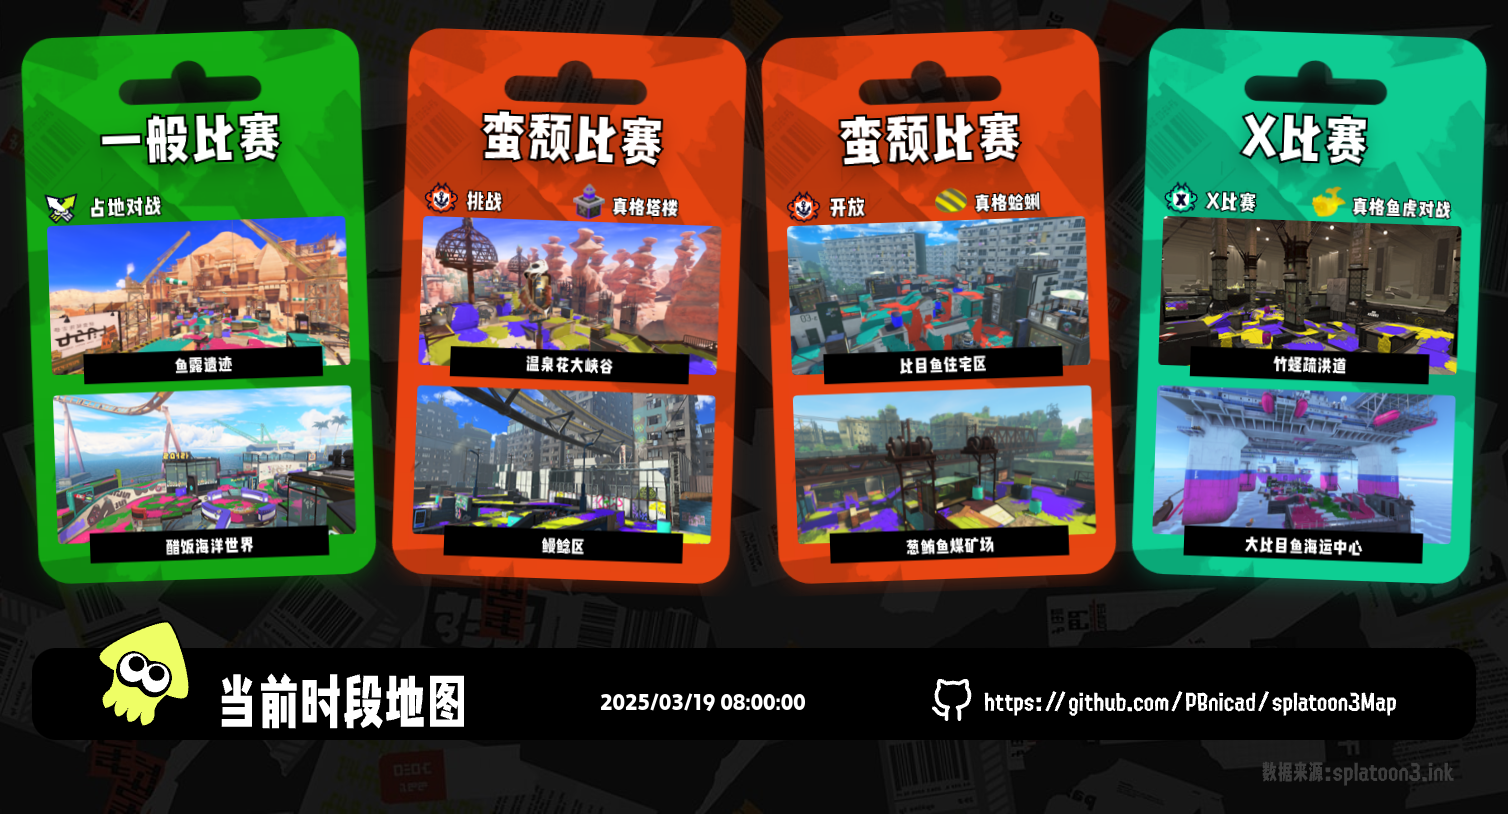 一般比赛
占地对战
鱼露遗迹
醋饭海洋世界
蛮颓比赛
挑战
真格塔楼
温泉花大峡谷
鳗鲶区
蛮颓比赛
开放
真格蛤蜊
比目鱼住宅区
葱鲔鱼煤矿场
X比赛
X比赛
真格鱼虎对战
竹蛏疏洪道
大比目鱼海运中心
当前时段地图
2025/03/19 08:00:00
https://github.com/PBnicad/splatoon3Map
数据来源:splatoon3.ink